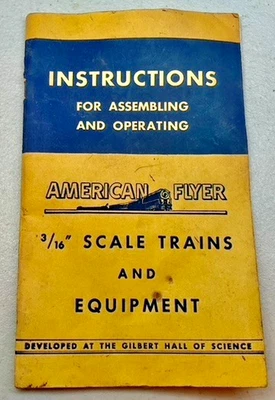 INSTRUCTIONS
FOR ASSEMBLING
AND OPERATING
AMERICAN FLYER
3/16" SCALE TRAINS
AND
EQUIPMENT
DEVELOPED AT THE GILBERT HALL OF SCIENCE